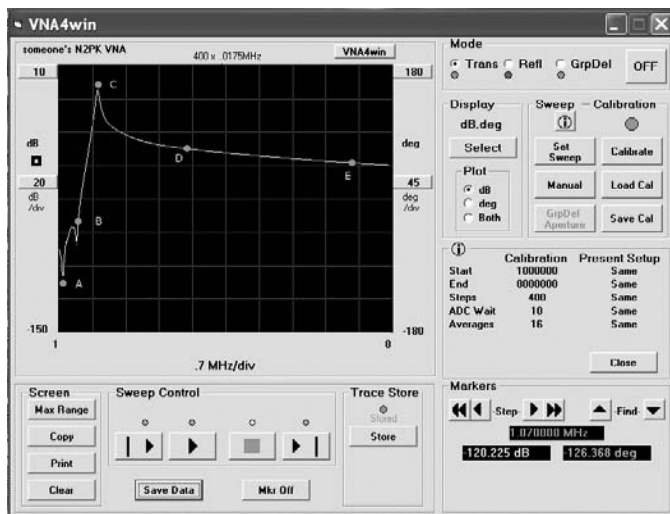 VNA4win
someone's N2PK VNA
400 x .0175MHz
VNA4win
10
180
C
dB
deg
D
E
20
dB
/div
45
deg
/div
B
A
-150
-180
1
8
.7 MHz/div
Mode
Trans
Refl
GrpDel
OFF
Display
dB,deg
Select
Plot
dB
deg
Both
Sweep
Calibration
Set
Sweep
Calibrate
Manual
Load Cal
GrpDel
Aperture
Save Cal
Calibration
Present Setup
Start 1000000 Same
End 0000000 Same
Steps 400 Same
ADC Wait 10 Same
Averages 16 Same
Close
Screen
Max Range
Copy
Print
Clear
Sweep Control
Save Data
Mkr Off
Trace Store
Stored
Store
Markers
-Step-
-Find-
1.070000 MHz
-120.225 dB
-126.368 deg